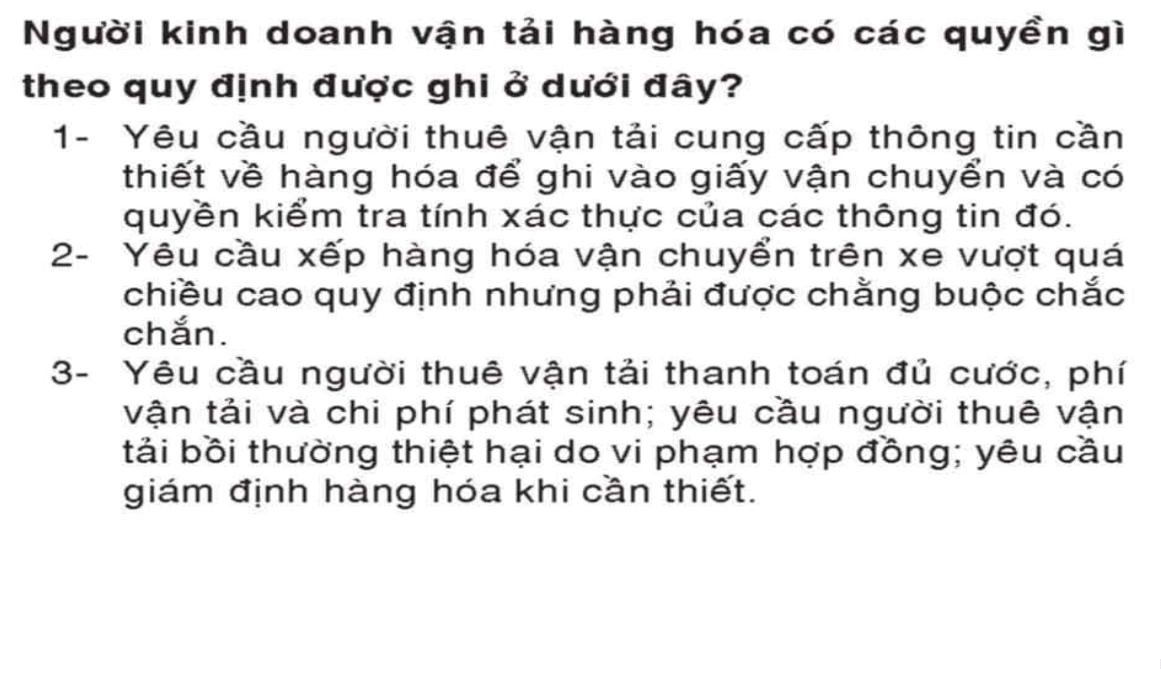 Người kinh doanh vận tải hàng hóa có các quyền gì
theo quy định được ghi ở dưới đây?
1- Yêu cầu người thuê vận tải cung cấp thông tin cần
thiết về hàng hóa để ghi vào giấy vận chuyển và có
quyền kiểm tra tính xác thực của các thông tin đó.
2- Yêu cầu xếp hàng hóa vận chuyển trên xe vượt quá
chiều cao quy định nhưng phải được chằng buộc chắc
chắn.
3- Yêu cầu người thuê vận tải thanh toán đủ cước, phí
vận tải và chi phí phát sinh; yêu cầu người thuê vận
tải bồi thường thiệt hại do vi phạm hợp đồng; yêu cầu
giám định hàng hóa khi cần thiết.